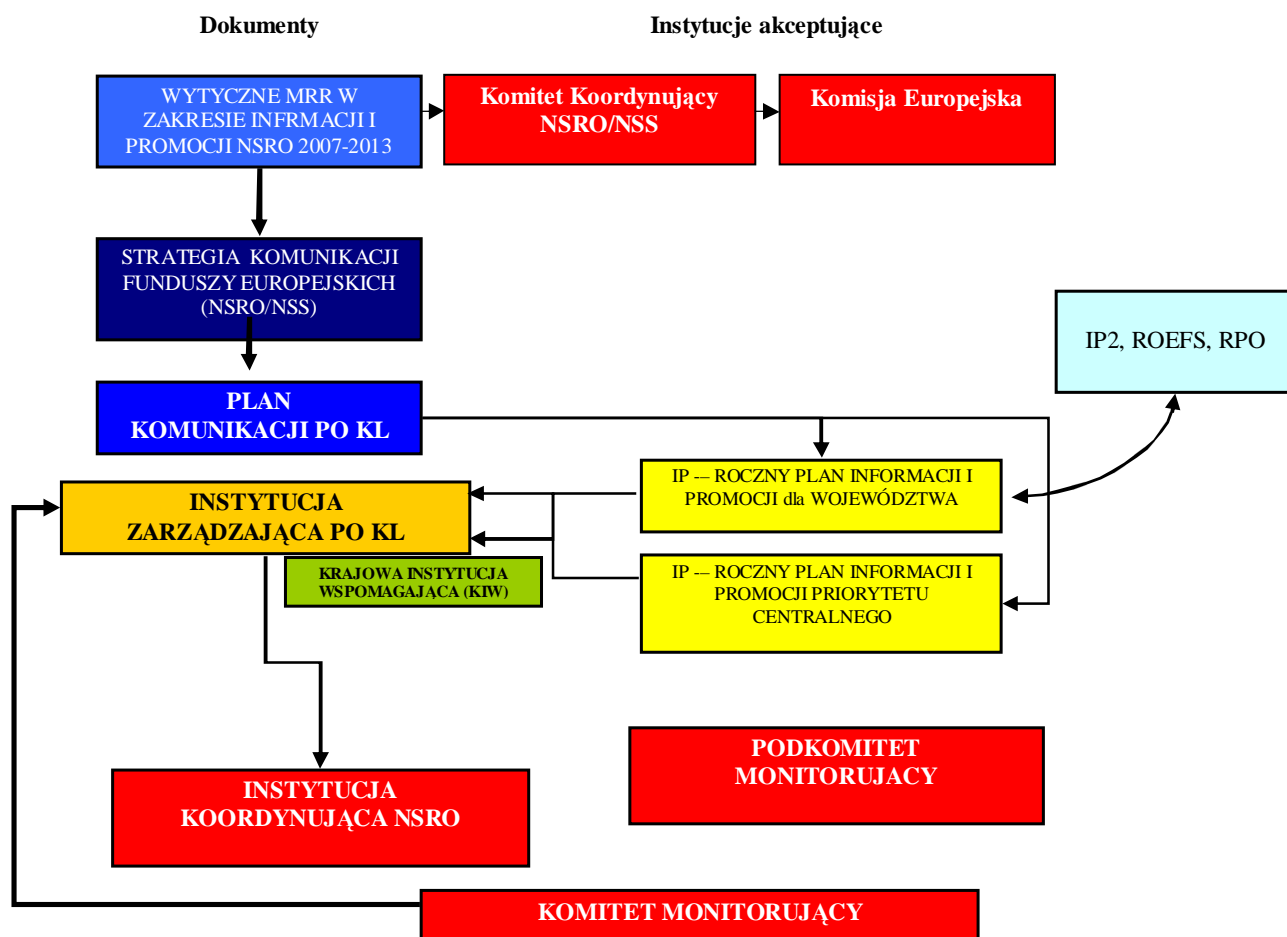 Dokumenty
Instytucje akceptujące
WYTYCZNE MRR W
ZAKRESIE INFRMACJI I
PROMOCJI NSRO 2007-2013
Komitet Koordynujący
NSRO/NSS
Komisja Europejska
STRATEGIA KOMUNIKACJI
FUNDUSZY EUROPEJSKICH
(NSRO/NSS)
IP2, ROEFS, RPO
PLAN
KOMUNIKACJI PO KL
IP --- ROCZNY PLAN INFORMACJI I
PROMOCJI dla WOJEWÓDZTWA
INSTYTUCJA
ZARZĄDZAJĄCA PO KL
KRAJOWA INSTYTUCJA
WSPOMAGAJĄCA (KIW)
IP --- ROCZNY PLAN INFORMACJI I
PROMOCJI PRIORYTETU
CENTRALNEGO
PODKOMITET
MONITORUJACY
INSTYTUCJA
KOORDYNUJĄCA NSRO
KOMITET MONITORUJĄCY